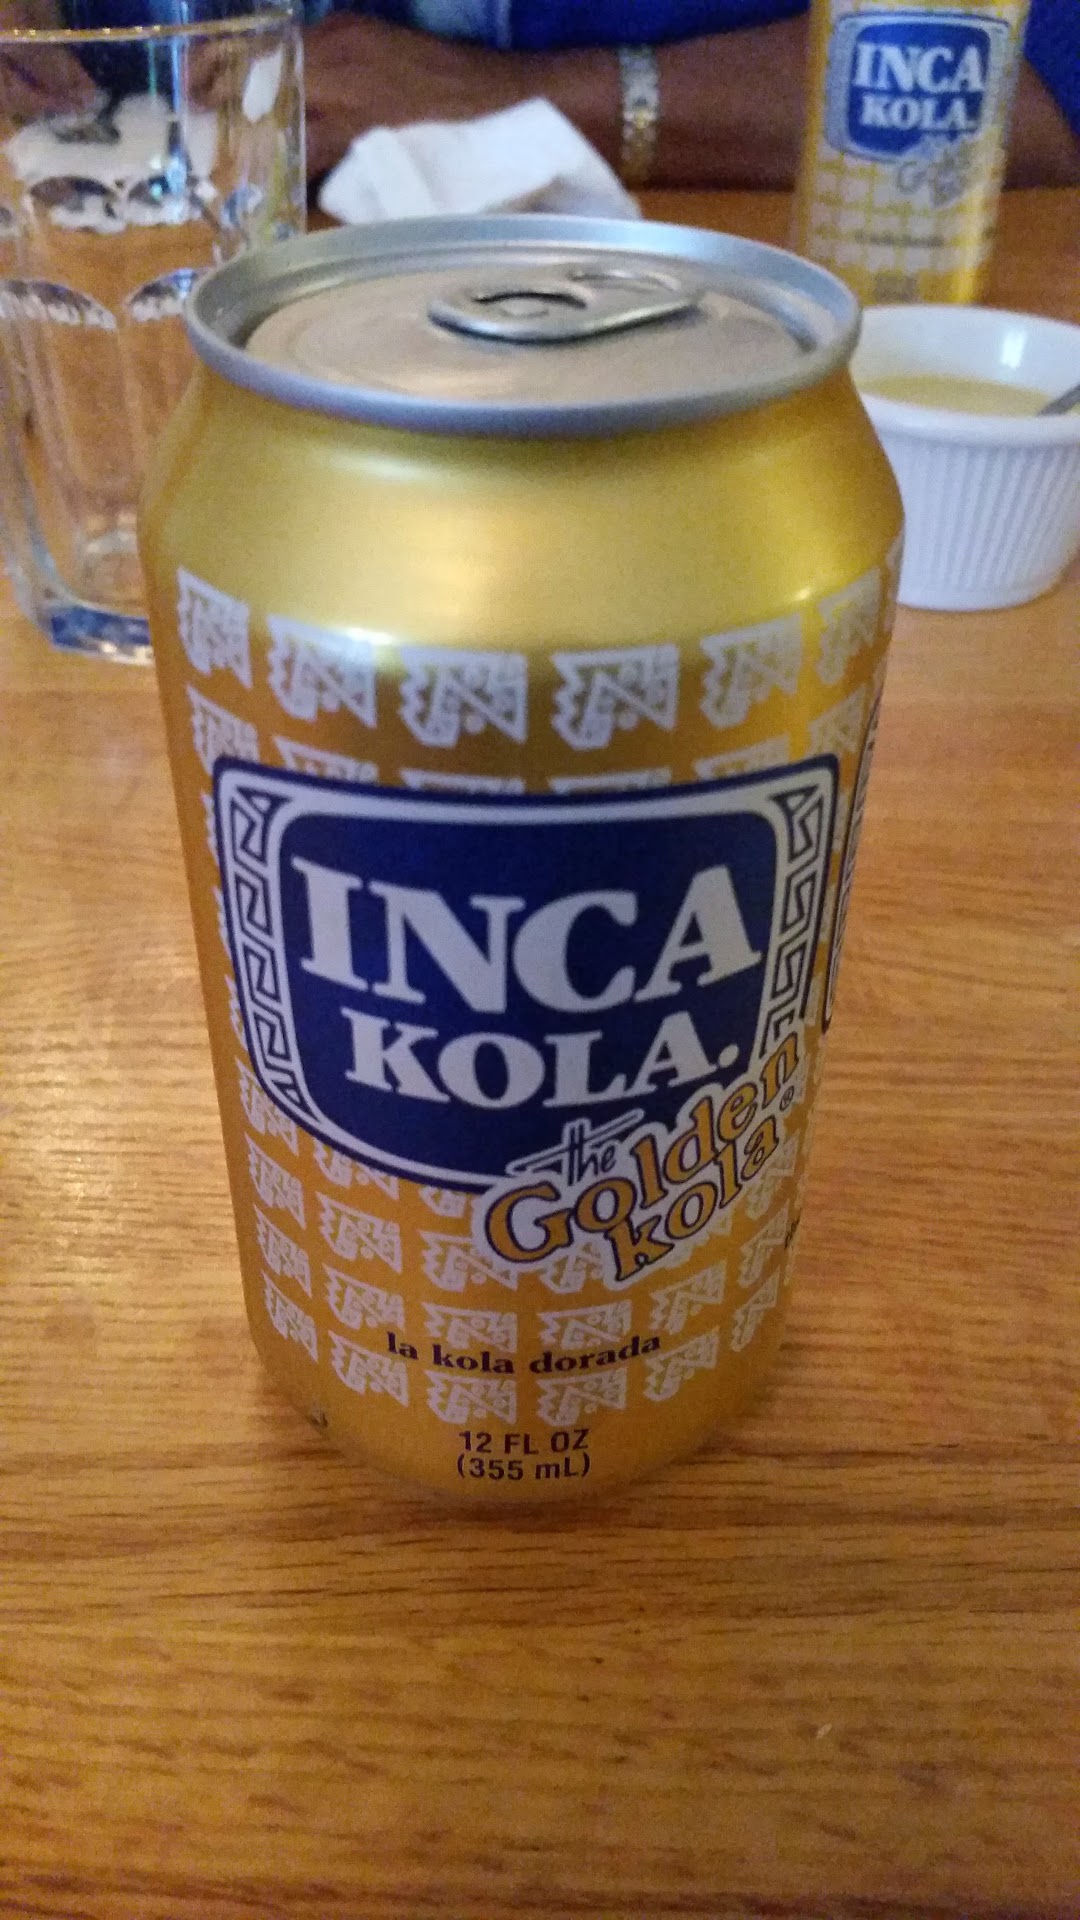 INCA
KOLA.
INCA
KOLA.
the
Golden
kola®
la kola dorada
12 FL OZ
(355 mL)